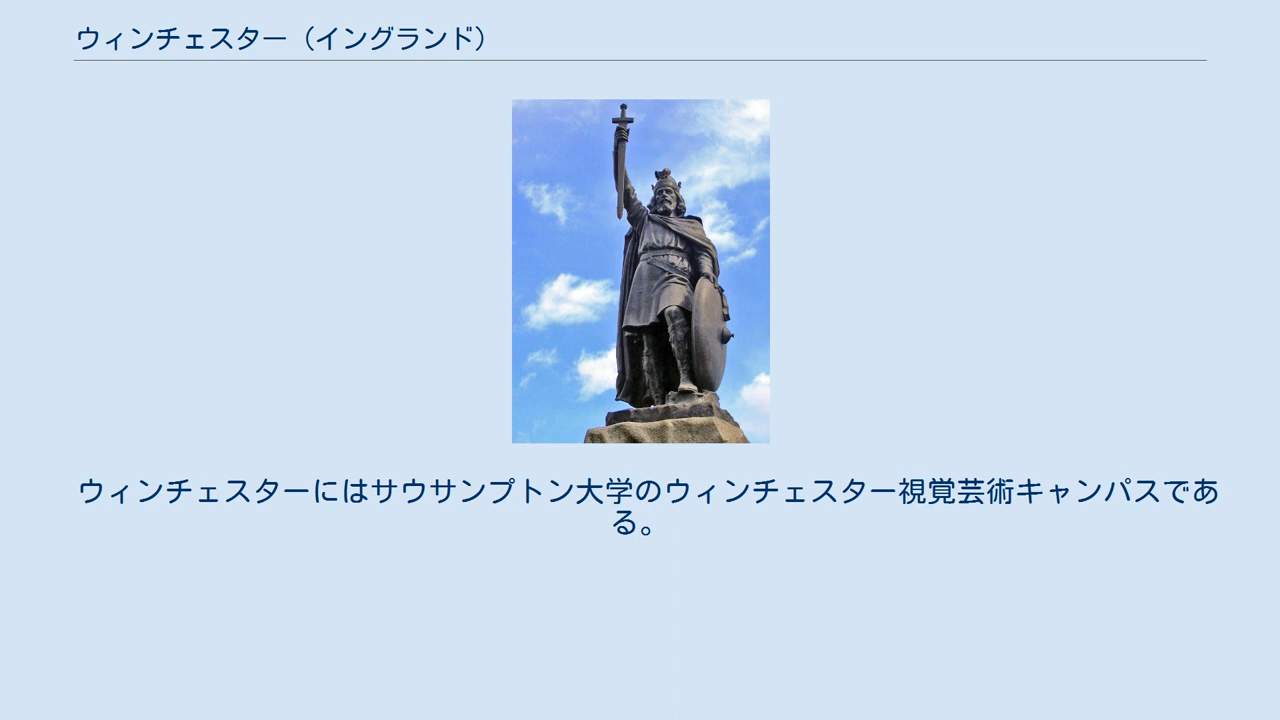 ウィンチェスター（イングランド）
ウィンチェスターにはサウサンプトン大学のウィンチェスター視覚芸術キャンパスであ
る。